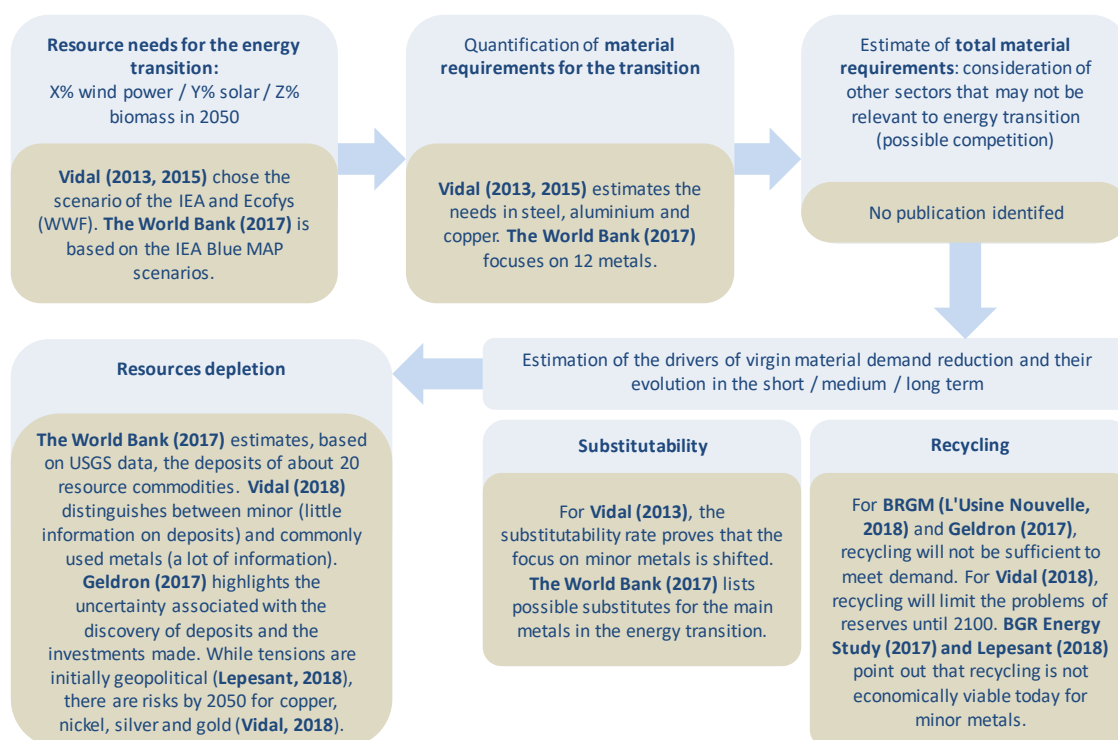 Resource needs for the energy
transition:
X% wind power / Y% solar / Z%
biomass in 2050
Vidal (2013, 2015) chose the
scenario of the IEA and Ecofys
(WWF). The World Bank (2017) is
based on the IEA Blue MAP
scenarios.
Quantification of material
requirements for the transition
Vidal (2013, 2015) estimates the
needs in steel, aluminium and
copper. The World Bank (2017)
focuses on 12 metals.
Estimate of total material
requirements: consideration of
other sectors that may not be
relevant to energy transition
(possible competition)
No publication identifed
Estimation of the drivers of virgin material demand reduction and their
evolution in the short / medium / long term
Substitutability
For Vidal (2013), the
substitutability rate proves that the
focus on minor metals is shifted.
The World Bank (2017) lists
possible substitutes for the main
metals in the energy transition.
Recycling
For BRGM (L'Usine Nouvelle,
2018) and Geldron (2017),
recycling will not be sufficient to
meet demand. For Vidal (2018),
recycling will limit the problems of
reserves until 2100. BGR Energy
Study (2017) and Lepesant (2018)
point out that recycling is not
economically viable today for
minor metals.
Resources depletion
The World Bank (2017) estimates, based
on USGS data, the deposits of about 20
resource commodities. Vidal (2018)
distinguishes between minor (little
information on deposits) and commonly
used metals (a lot of information).
Geldron (2017) highlights the
uncertainty associated with the
discovery of deposits and the
investments made. While tensions are
initially geopolitical (Lepesant, 2018),
there are risks by 2050 for copper,
nickel, silver and gold (Vidal, 2018).